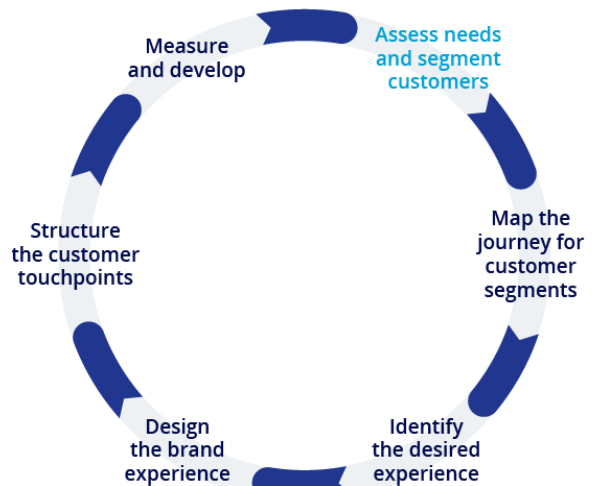 Assess needs
and segment
customers
Map the
journey for
customer
segments
Identify
the desired
experience
Design
the brand
experience
Structure
the customer
touchpoints
Measure
and develop